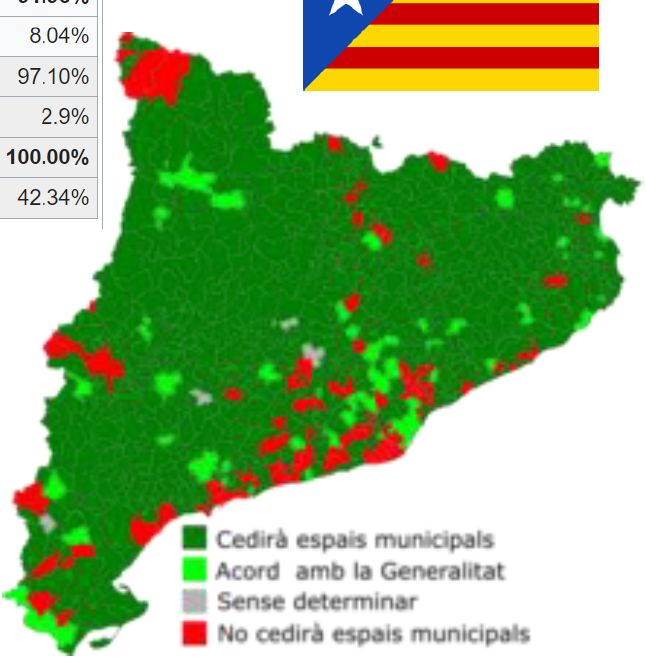 8.04%
97.10%
2.9%
100.00%
42.34%
Cedirà espais municipals
Acord amb la Generalitat
Sense determinar
No cedirà espais municipals